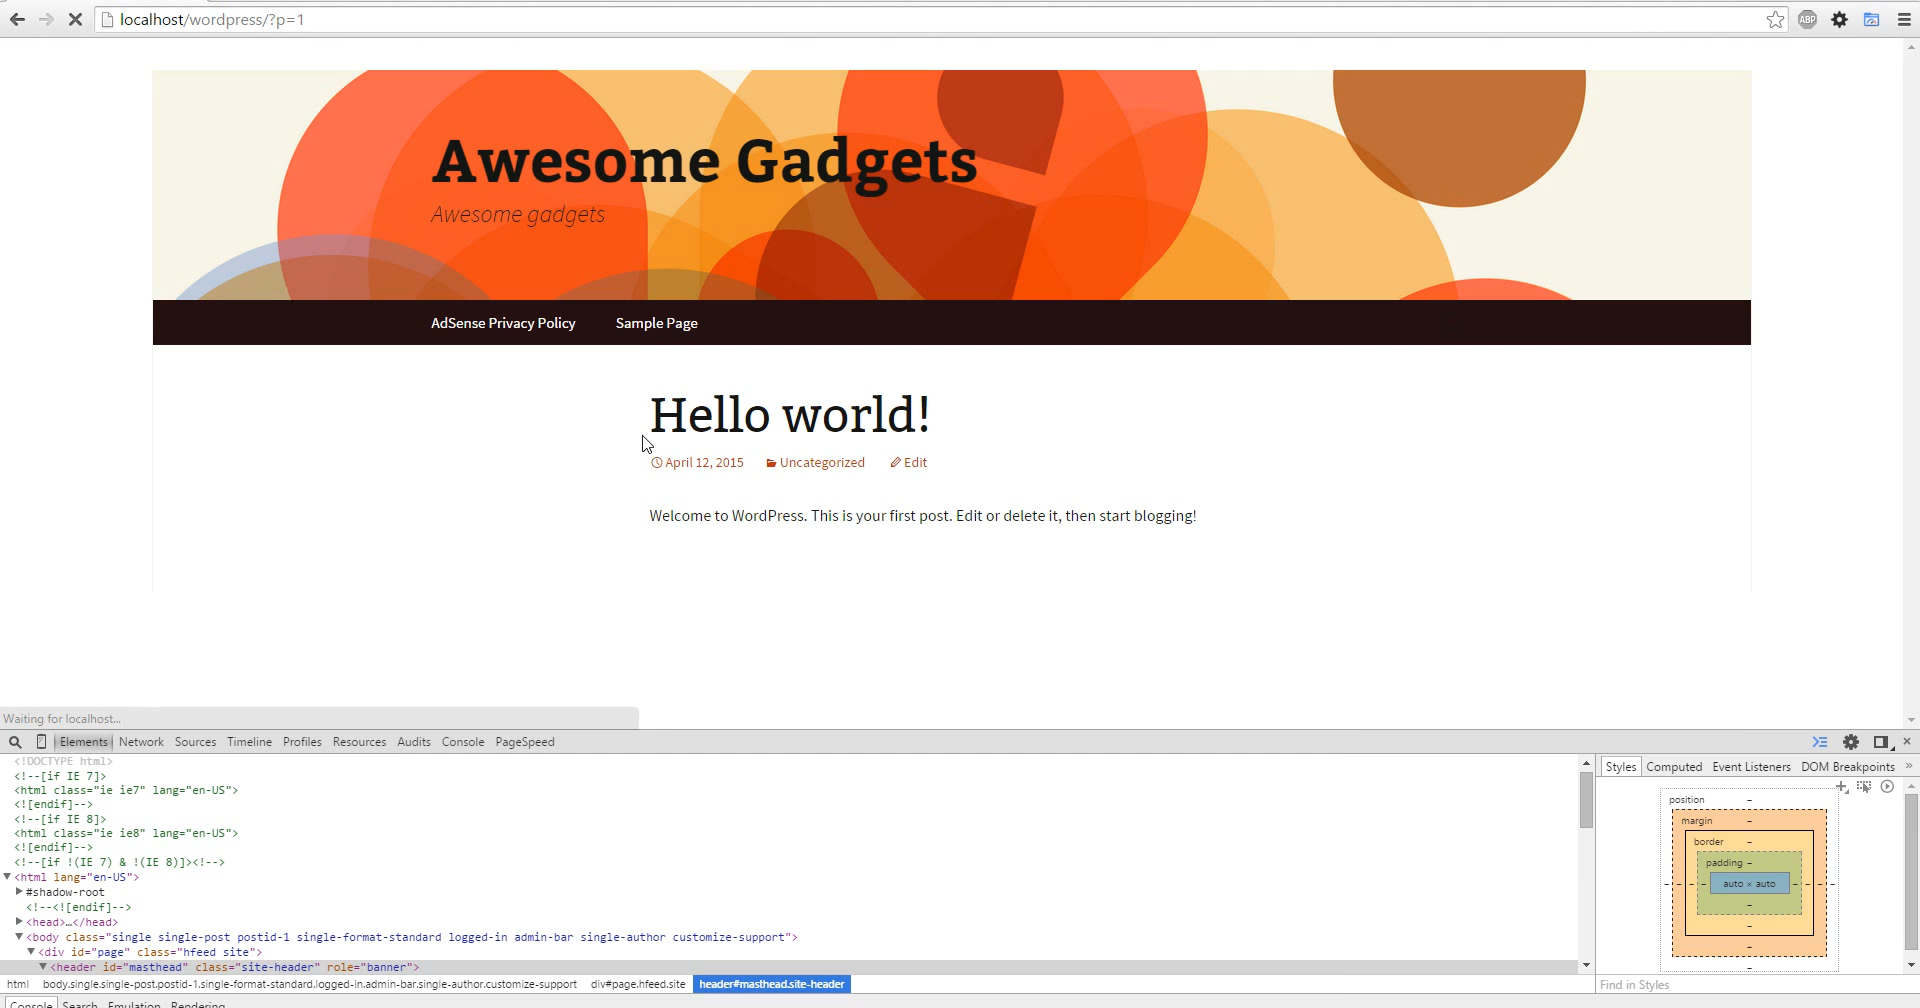 localhost/wordpress/?p=1
ABP
Awesome Gadgets
Awesome gadgets
AdSense Privacy Policy Sample Page
Hello world!
April 12, 2015 Uncategorized Edit
Welcome to WordPress. This is your first post. Edit or delete it, then start blogging!
Waiting for localhost...
Elements Network Sources Timeline Profiles Resources Audits Console PageSpeed
<!DOCTYPE html>
<!--[if IE 7]>
<html class="ie ie7" lang="en-US">
<![endif]-->
<!--[if IE 8]>
<html class="ie ie8" lang="en-US">
<![endif]-->
<!--[if !(IE 7) & !(IE 8)]><!-->
<html lang="en-US">
#shadow-root
<!--<![endif]-->
<head>…</head>
<body class="single single-post postid-1 single-format-standard logged-in admin-bar single-author customize-support">
<div id="page" class="hfeed site">
<header id="masthead" class="site-header" role="banner">
html body.single.single-post.postid-1.single-format-standard.logged-in.admin-bar.single-author.customize-support div#page.hfeed.site header#masthead.site-header
Console Search Emulation Rendering
Styles Computed Event Listeners DOM Breakpoints »
position –
margin –
border –
padding –
– – – – auto × auto – – – –
–
–
–
–
Find in Styles